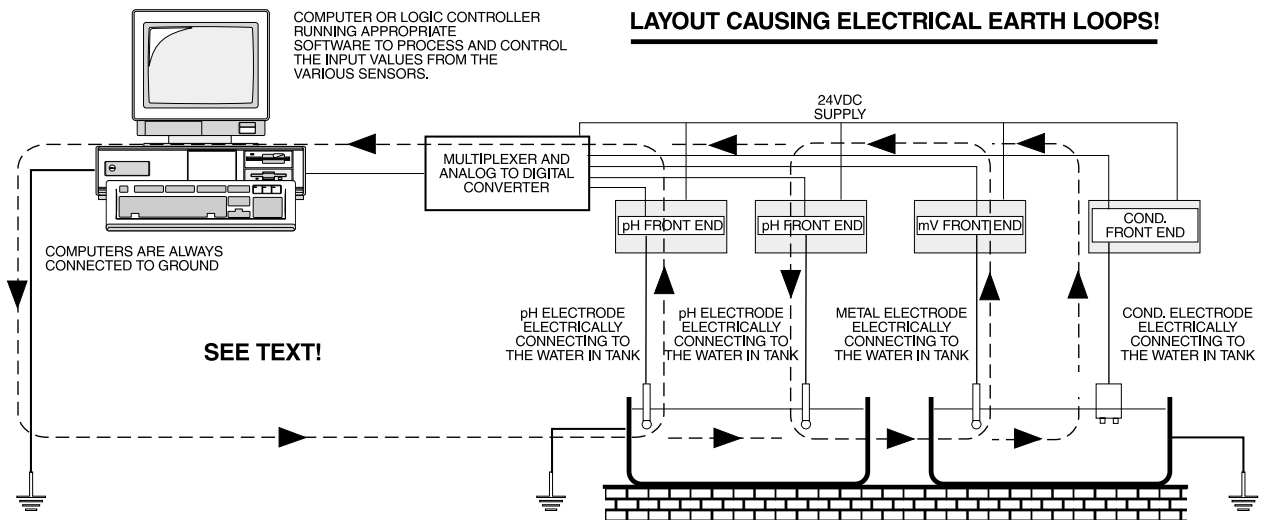 COMPUTER OR LOGIC CONTROLLER
RUNNING APPROPRIATE
SOFTWARE TO PROCESS AND CONTROL
THE INPUT VALUES FROM THE
VARIOUS SENSORS.
LAYOUT CAUSING ELECTRICAL EARTH LOOPS!
24VDC
SUPPLY
MULTIPLEXER AND
ANALOG TO DIGITAL
CONVERTER
pH FRONT END
pH FRONT END
mV FRONT END
COND.
FRONT END
COMPUTERS ARE ALWAYS
CONNECTED TO GROUND
SEE TEXT!
pH ELECTRODE
ELECTRICALLY
CONNECTING TO
THE WATER IN TANK
pH ELECTRODE
ELECTRICALLY
CONNECTING TO
THE WATER IN TANK
METAL ELECTRODE
ELECTRICALLY
CONNECTING TO
THE WATER IN TANK
COND. ELECTRODE
ELECTRICALLY
CONNECTING TO
THE WATER IN TANK